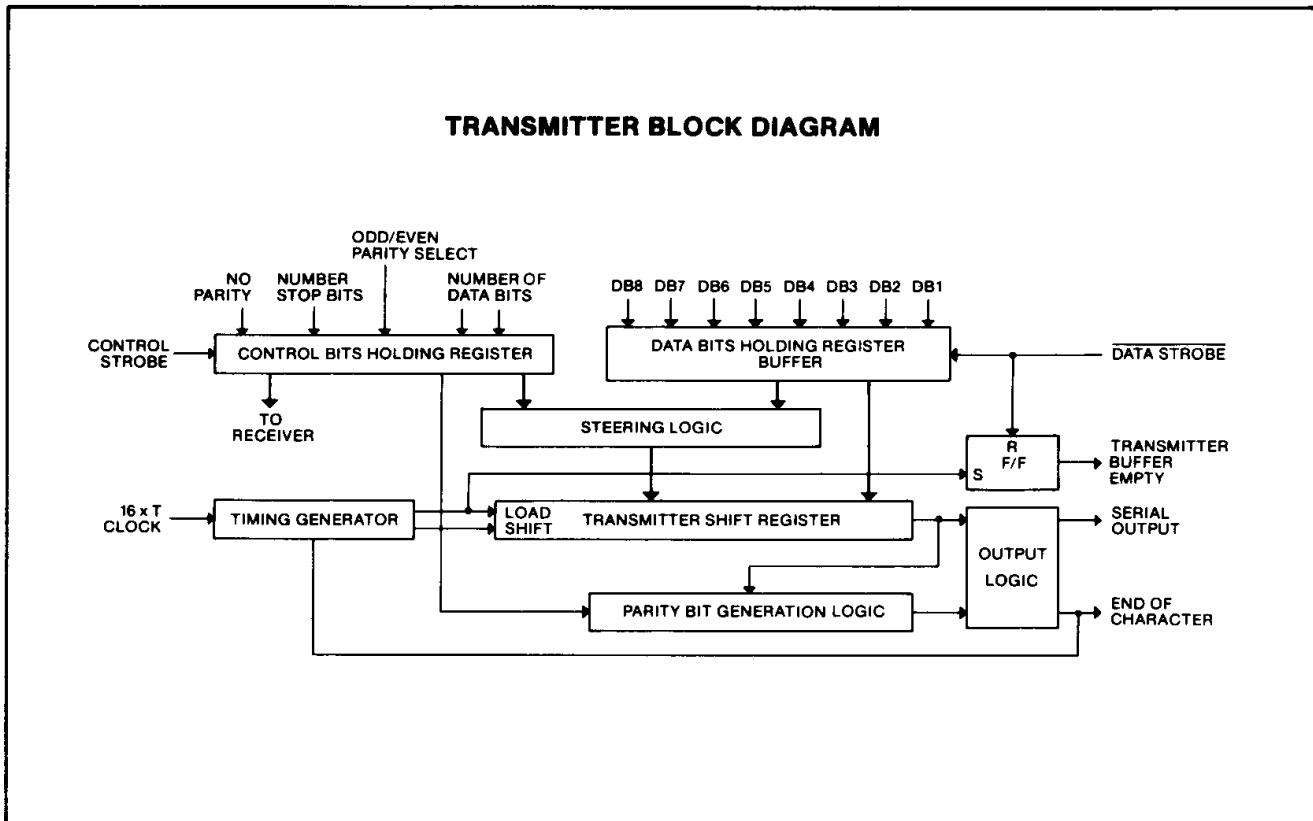 TRANSMITTER BLOCK DIAGRAM
ODD/EVEN
PARITY SELECT
NO
PARITY
NUMBER
STOP BITS
NUMBER OF
DATA BITS
DB8 DB7 DB6 DB5 DB4 DB3 DB2 DB1
CONTROL
STROBE
CONTROL BITS HOLDING REGISTER
DATA BITS HOLDING REGISTER
BUFFER
DATA STROBE
TO
RECEIVER
STEERING LOGIC
R
F/F
S
TRANSMITTER
BUFFER
EMPTY
16 x T
CLOCK
TIMING GENERATOR
LOAD
SHIFT
TRANSMITTER SHIFT REGISTER
OUTPUT
LOGIC
SERIAL
OUTPUT
PARITY BIT GENERATION LOGIC
END OF
CHARACTER